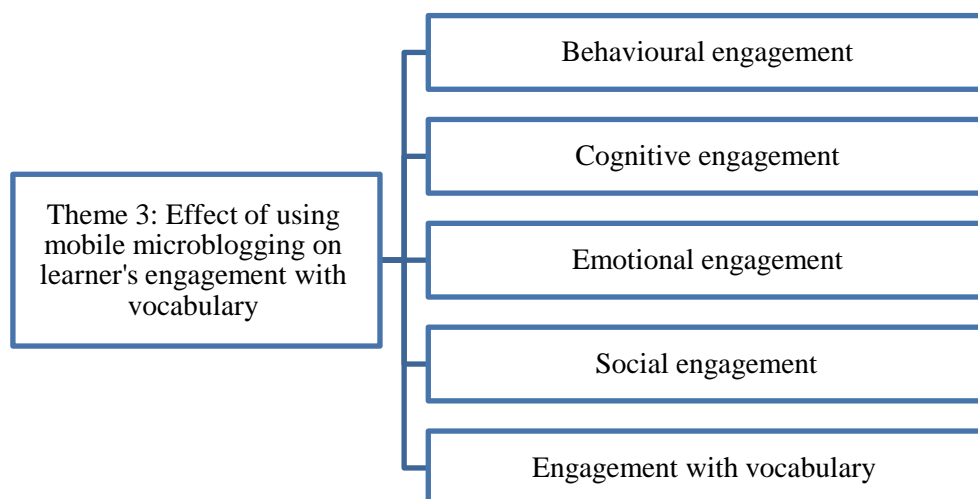 Behavioural engagement
Cognitive engagement
Theme 3: Effect of using
mobile microblogging on
learner's engagement with
vocabulary
Emotional engagement
Social engagement
Engagement with vocabulary